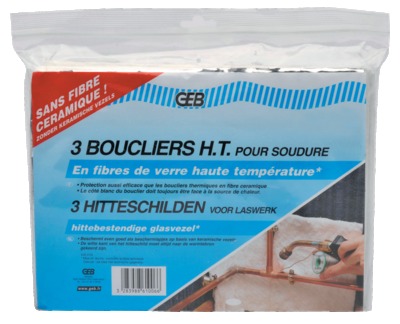 SANS FIBRE
CÉRAMIQUE !
ZONDER KERAMISCHE VEZELS
GEB
3 BOUCLIERS H.T. POUR SOUDURE
En fibres de verre haute température*
• Protection aussi efficace que les boucliers thermiques en fibre céramique
• Le côté blanc du bouclier doit toujours être face à la source de chaleur
3 HITTESCHILDEN VOOR LASWERK
hittebestendige glasvezel*
GEB
www.geb.fr